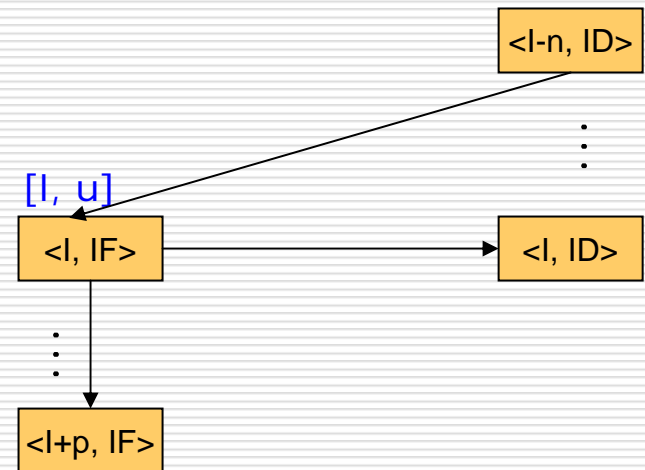 <I-n, ID>
[l, u]
<I, IF>
<I, ID>
<I+p, IF>